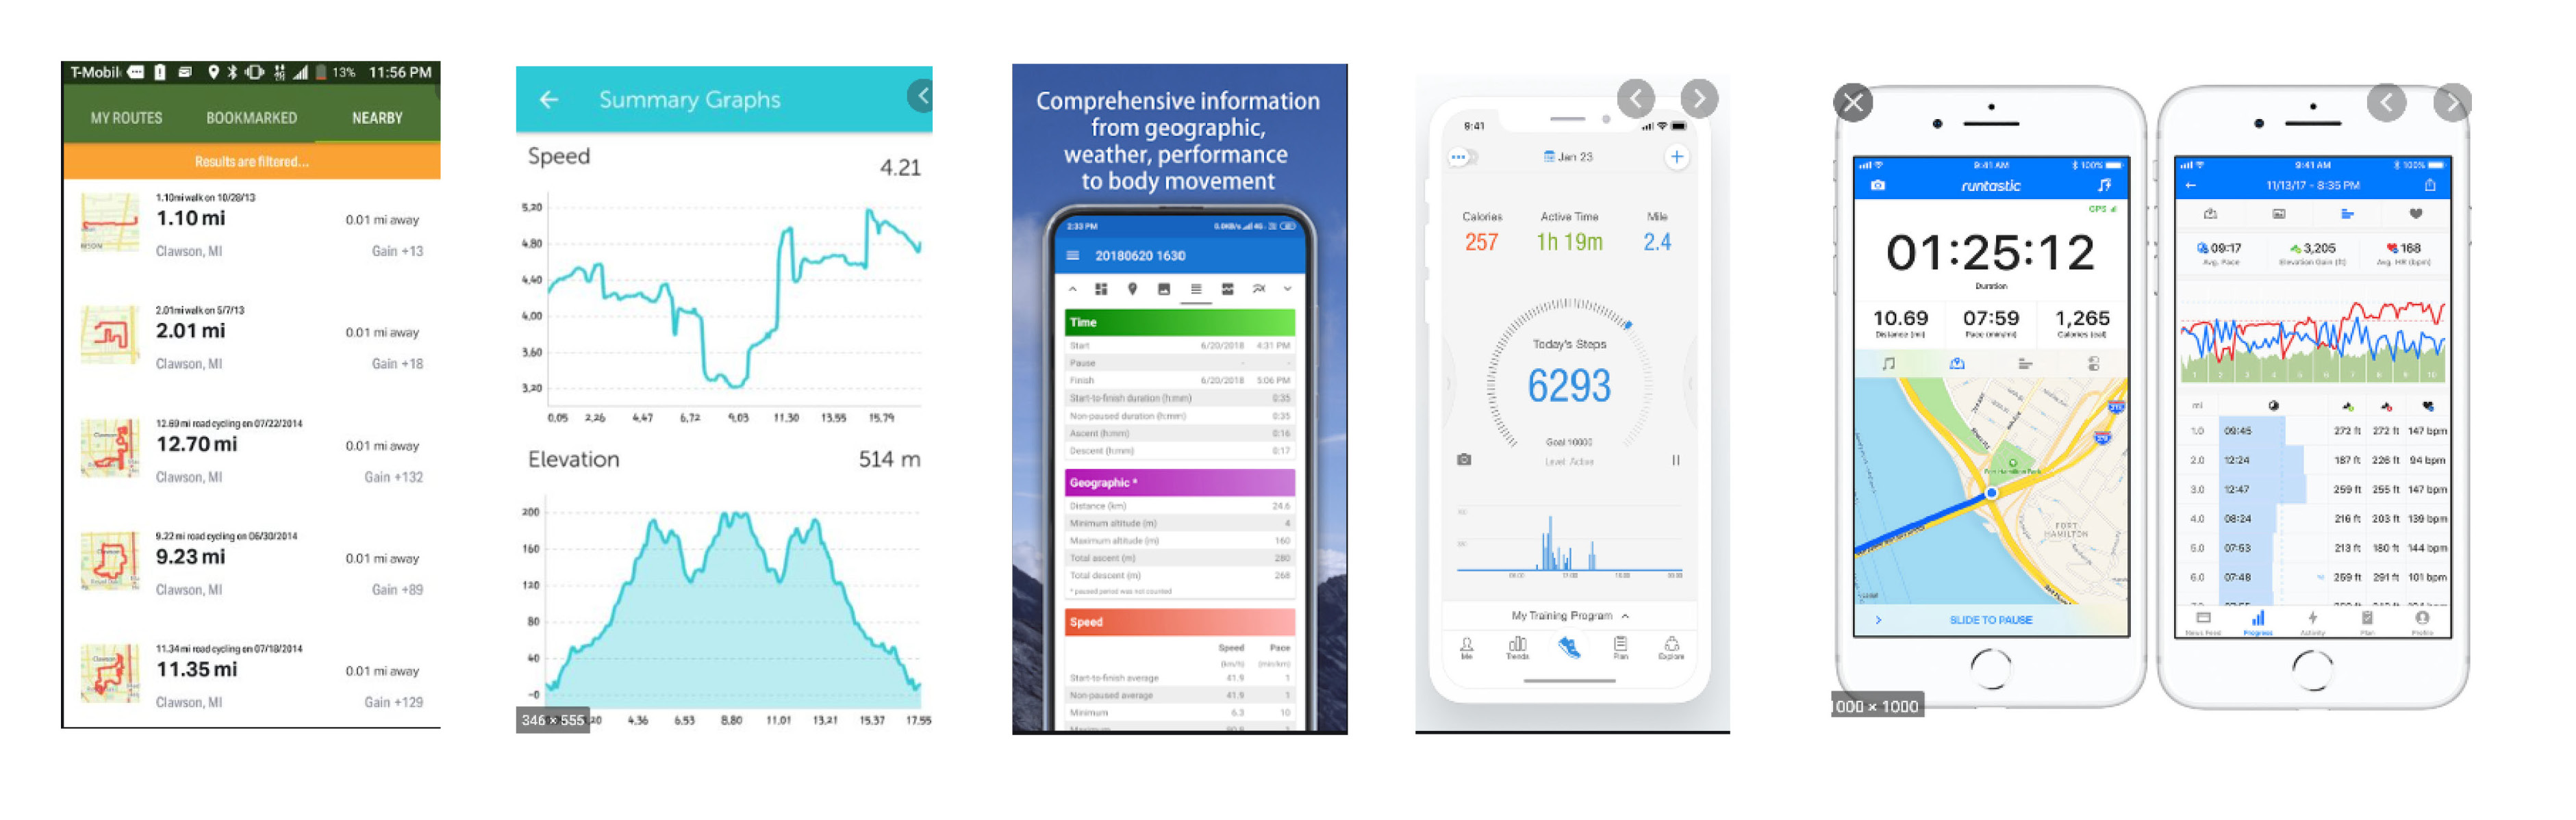 T-Mobil 13% 11:56 PM
MY ROUTES BOOKMARKED NEARBY
Results are filtered...
1.10mi walk on 10/28/13
1.10 mi 0.01 mi away
Clawson, MI Gain +13
2.01mi walk on 5/7/13
2.01 mi 0.01 mi away
Clawson, MI Gain +18
12.69 mi road cycling on 07/22/2014
12.70 mi 0.01 mi away
Clawson, MI Gain +132
9.22 mi road cycling on 06/30/2014
9.23 mi 0.01 mi away
Clawson, MI Gain +89
11.34 mi road cycling on 07/18/2014
11.35 mi 0.01 mi away
Clawson, MI Gain +129
Summary Graphs
Speed 4.21
5,20
4,80
4,40
4,00
3,60
3,20
0,05 2,26 4,47 6,72 9,03 11,30 13,55 15,79
Elevation 514 m
200
160
120
80
40
-0
20 4,36 6,53 8,80 11,01 13,21 15,37 17,55
346 × 555
Comprehensive information
from geographic,
weather, performance
to body movement
2:33 PM
20180620 1630
Time
Start 6/20/2018 4:31 PM
Pause - -
Finish 6/20/2018 5:06 PM
Start-to-finish duration (h:mm) 0:35
Non-paused duration (h:mm) 0:35
Ascent (h:mm) 0:16
Descent (h:mm) 0:17
Geographic *
Distance (km) 24.6
Minimum altitude (m) 4
Maximum altitude (m) 160
Total ascent (m) 280
Total descent (m) 268
* paused period was not counted
Speed
Speed Pace
(km/h) (min/km)
Start-to-finish average 41.9 1
Non-paused average 41.9 1
Minimum 6.3 10
9:41
Jan 23
Calories Active Time Mile
257 1h 19m 2.4
Today's Steps
6293
Goal 10000
Level: Active
My Training Program
Me Trends Plan Explore
9:41 AM 100%
runtastic
GPS
01:25:12
Duration
10.69 07:59 1,265
Distance (mi) Pace (min/mi) Calories (cal)
FORT
HAMILTON
SLIDE TO PAUSE
1000 × 1000
9:41 AM 100%
11/13/17 - 8:35 PM
09:17 3,205 168
Avg. Pace Elevation Gain (ft) Avg. HR (bpm)
1 2 3 4 5 6 7 8 9 10
mi
1.0 09:45 272 ft 272 ft 147 bpm
2.0 12:24 187 ft 226 ft 94 bpm
3.0 12:47 259 ft 255 ft 147 bpm
4.0 08:24 216 ft 203 ft 139 bpm
5.0 07:53 213 ft 180 ft 144 bpm
6.0 07:48 259 ft 291 ft 101 bpm
News Feed Progress Activity Plan Profile